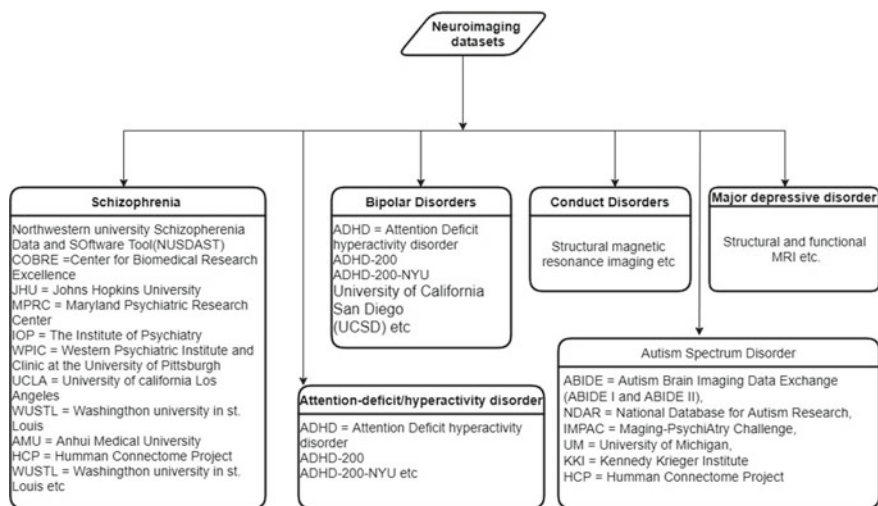 Neuroimaging
datasets
Schizophrenia
Northwestern university Schizopherenia
Data and SOftware Tool(NUSDAST)
COBRE =Center for Biomedical Research
Excellence
JHU = Johns Hopkins University
MPRC = Maryland Psychiatric Research
Center
IOP = The Institute of Psychiatry
WPIC = Western Psychiatric Institute and
Clinic at the University of Pittsburgh
UCLA = University of california Los
Angeles
WUSTL = Washingthon university in st.
Louis
AMU = Anhui Medical University
HCP = Humman Connectome Project
WUSTL = Washingthon university in st.
Louis etc
Bipolar Disorders
ADHD = Attention Deficit
hyperactivity disorder
ADHD-200
ADHD-200-NYU
University of California
San Diego
(UCSD) etc
Conduct Disorders
Structural magnetic
resonance imaging etc
Major depressive disorder
Structural and functional
MRI etc.
Attention-deficit/hyperactivity disorder
ADHD = Attention Deficit hyperactivity
disorder
ADHD-200
ADHD-200-NYU etc
Autism Spectrum Disorder
ABIDE = Autism Brain Imaging Data Exchange
(ABIDE I and ABIDE II),
NDAR = National Database for Autism Research,
IMPAC = Maging-PsychiAtry Challenge,
UM = University of Michigan,
KKI = Kennedy Krieger Institute
HCP = Humman Connectome Project